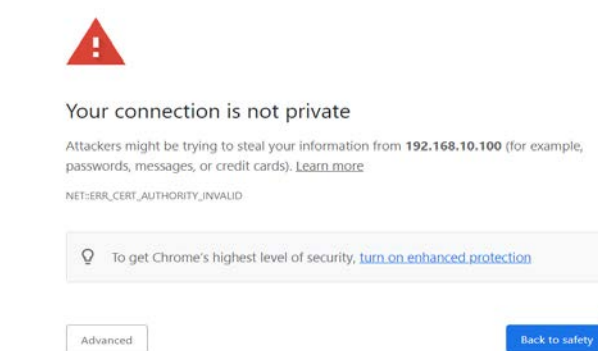 Your connection is not private
Attackers might be trying to steal your information from 192.168.10.100 (for example,
passwords, messages, or credit cards). Learn more
NET::ERR_CERT_AUTHORITY_INVALID
To get Chrome's highest level of security, turn on enhanced protection
Advanced
Back to safety